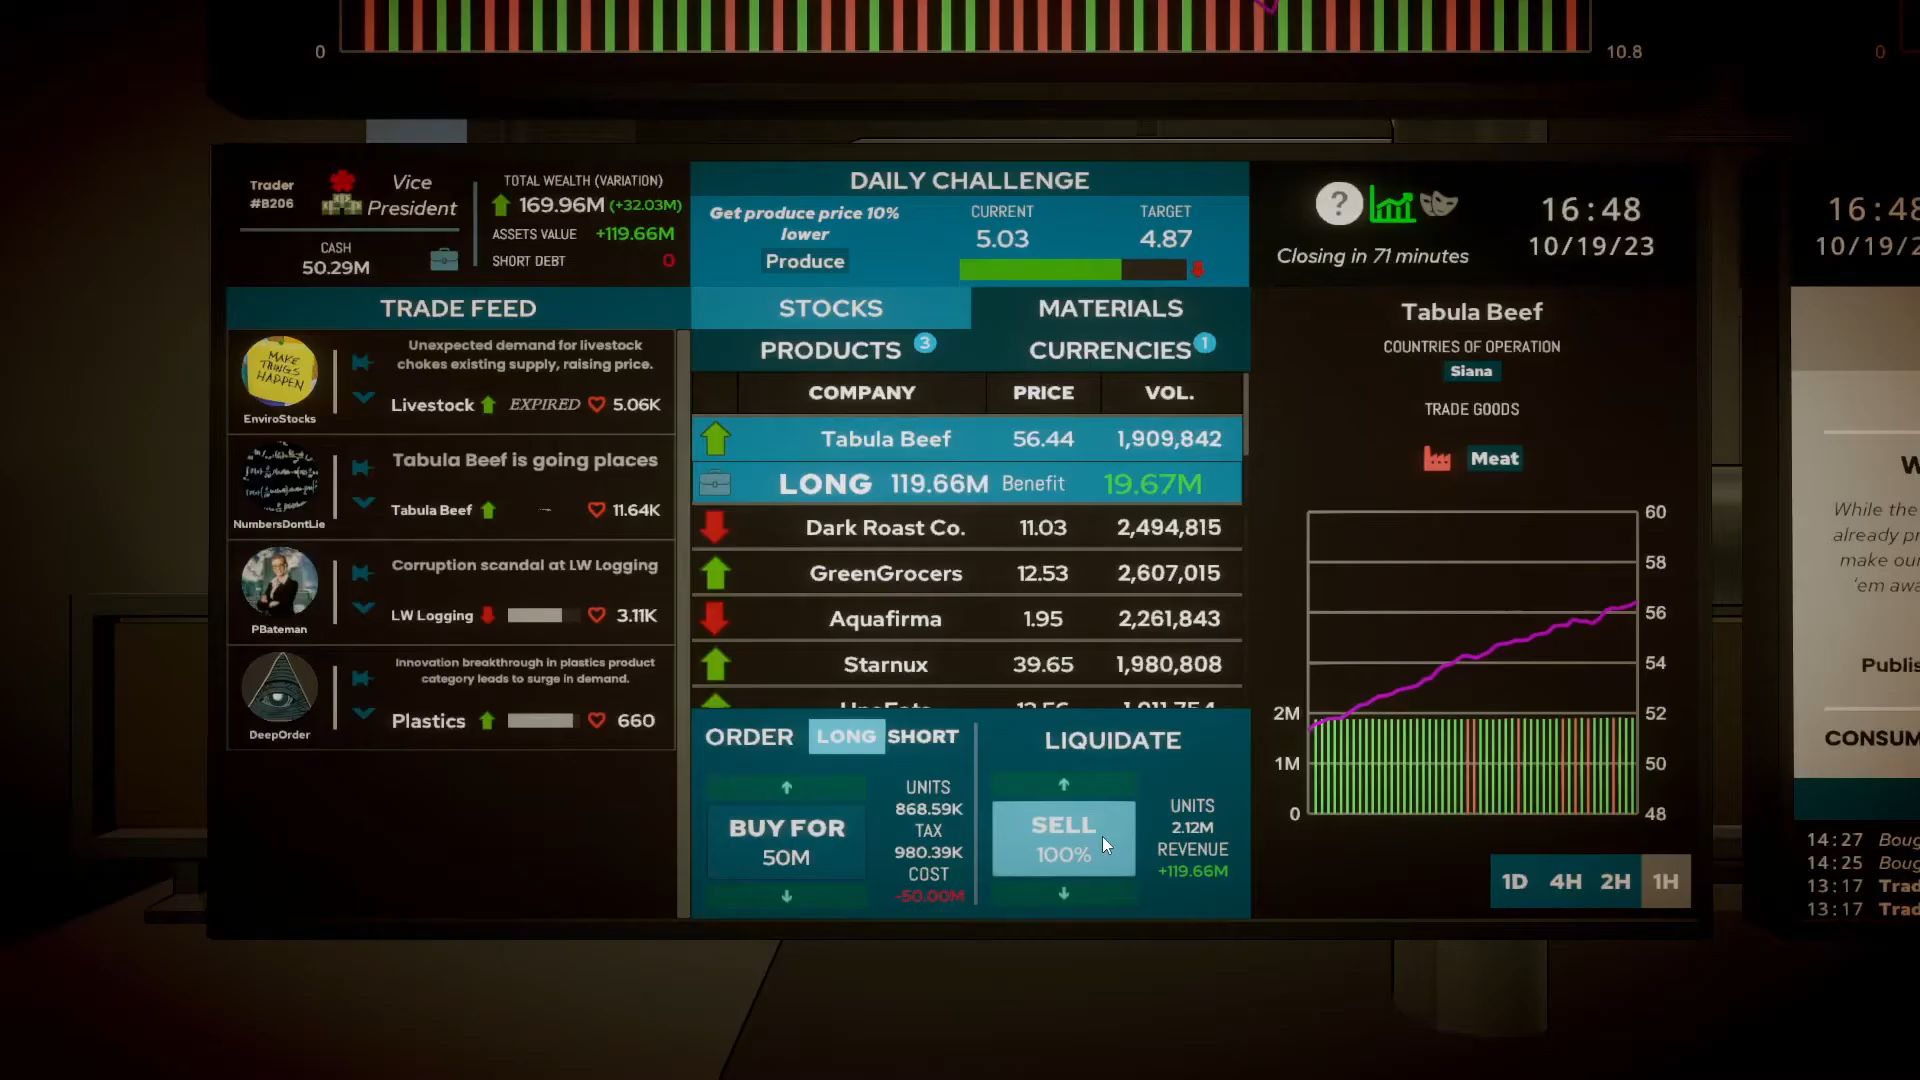 0
10.8
0
Trader
#B206
Vice
President
TOTAL WEALTH (VARIATION)
169.96M (+32.03M)
ASSETS VALUE +119.66M
SHORT DEBT 0
CASH
50.29M
DAILY CHALLENGE
Get produce price 10%
lower
Produce
CURRENT
5.03
TARGET
4.87
?
Closing in 71 minutes
16:48
10/19/23
16:48
10/19/2
TRADE FEED
MAKE
THINGS
HAPPEN
EnviroStocks
Unexpected demand for livestock
chokes existing supply, raising price.
Livestock EXPIRED 5.06K
NumbersDontLie
Tabula Beef is going places
Tabula Beef 11.64K
PBateman
Corruption scandal at LW Logging
LW Logging 3.11K
DeepOrder
Innovation breakthrough in plastics product
category leads to surge in demand.
Plastics 660
STOCKS
MATERIALS
PRODUCTS 3
CURRENCIES 1
COMPANY PRICE VOL.
Tabula Beef 56.44 1,909,842
LONG 119.66M Benefit 19.67M
Dark Roast Co. 11.03 2,494,815
GreenGrocers 12.53 2,607,015
Aquafirma 1.95 2,261,843
Starnux 39.65 1,980,808
ORDER LONG SHORT
BUY FOR
50M
UNITS
868.59K
TAX
980.39K
COST
-50.00M
LIQUIDATE
SELL
100%
UNITS
2.12M
REVENUE
+119.66M
Tabula Beef
COUNTRIES OF OPERATION
Siana
TRADE GOODS
Meat
60
58
56
54
2M 52
1M 50
0 48
1D 4H 2H 1H
W
While the
already pr
make our
'em awa
Publis
CONSUM
14:27 Boug
14:25 Boug
13:17 Trad
13:17 Trad